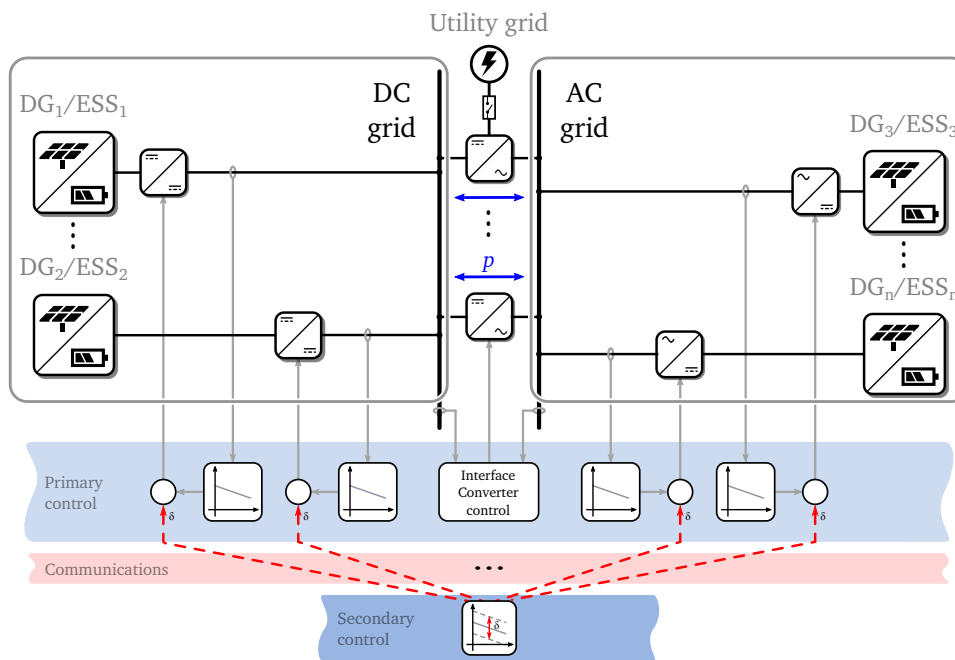 Utility grid
DC
grid
AC
grid
DG₁/ESS₁
DG₃/ESS₃
DG₂/ESS₂
p
DGₙ/ESSₙ
Primary
control
Interface
Converter
control
δ
δ
δ
δ
Communications
Secondary
control
δ